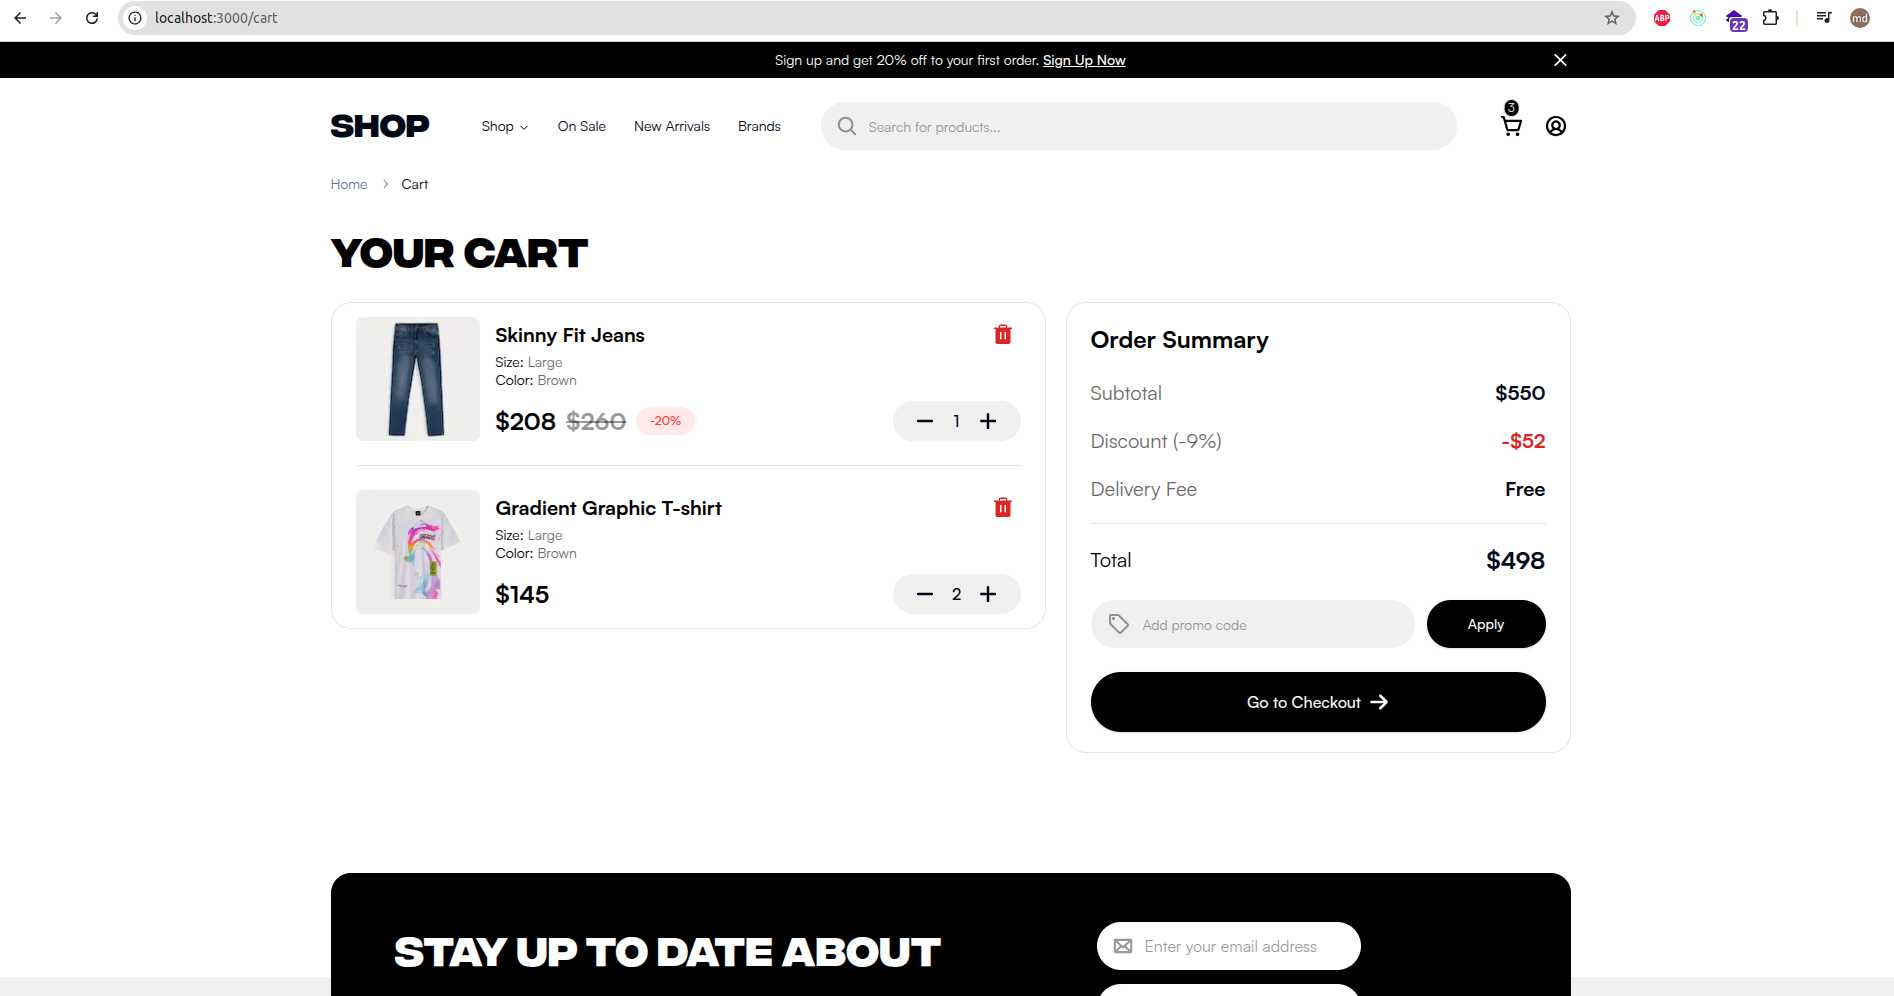 localhost:3000/cart
ABP
22
md
Sign up and get 20% off to your first order. Sign Up Now
SHOP
Shop
On Sale
New Arrivals
Brands
Search for products...
3
Home
Cart
YOUR CART
Skinny Fit Jeans
Size: Large
Color: Brown
$208 $260 -20%
1
Gradient Graphic T-shirt
Size: Large
Color: Brown
$145
2
Order Summary
Subtotal $550
Discount (-9%) -$52
Delivery Fee Free
Total $498
Add promo code
Apply
Go to Checkout
STAY UP TO DATE ABOUT
Enter your email address